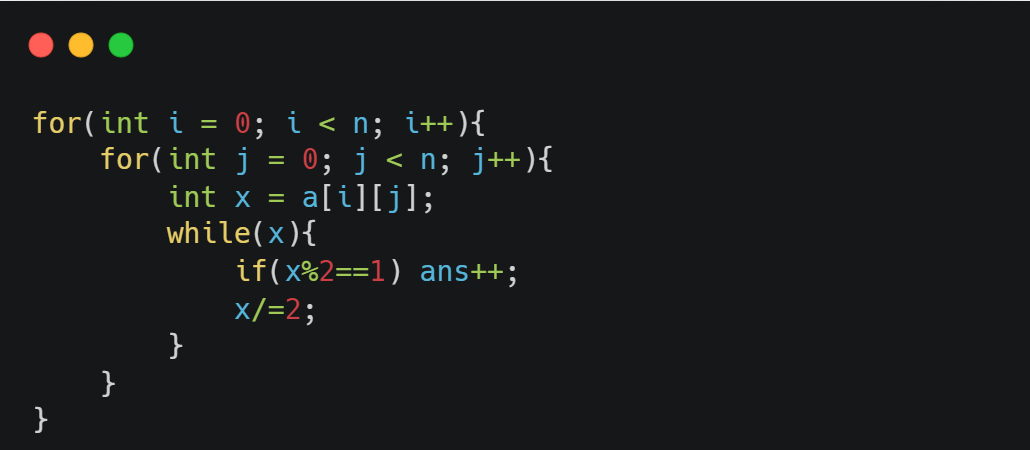 for(int i = 0; i < n; i++){
    for(int j = 0; j < n; j++){
        int x = a[i][j];
        while(x){
            if(x%2==1) ans++;
            x/=2;
        }
    }
}